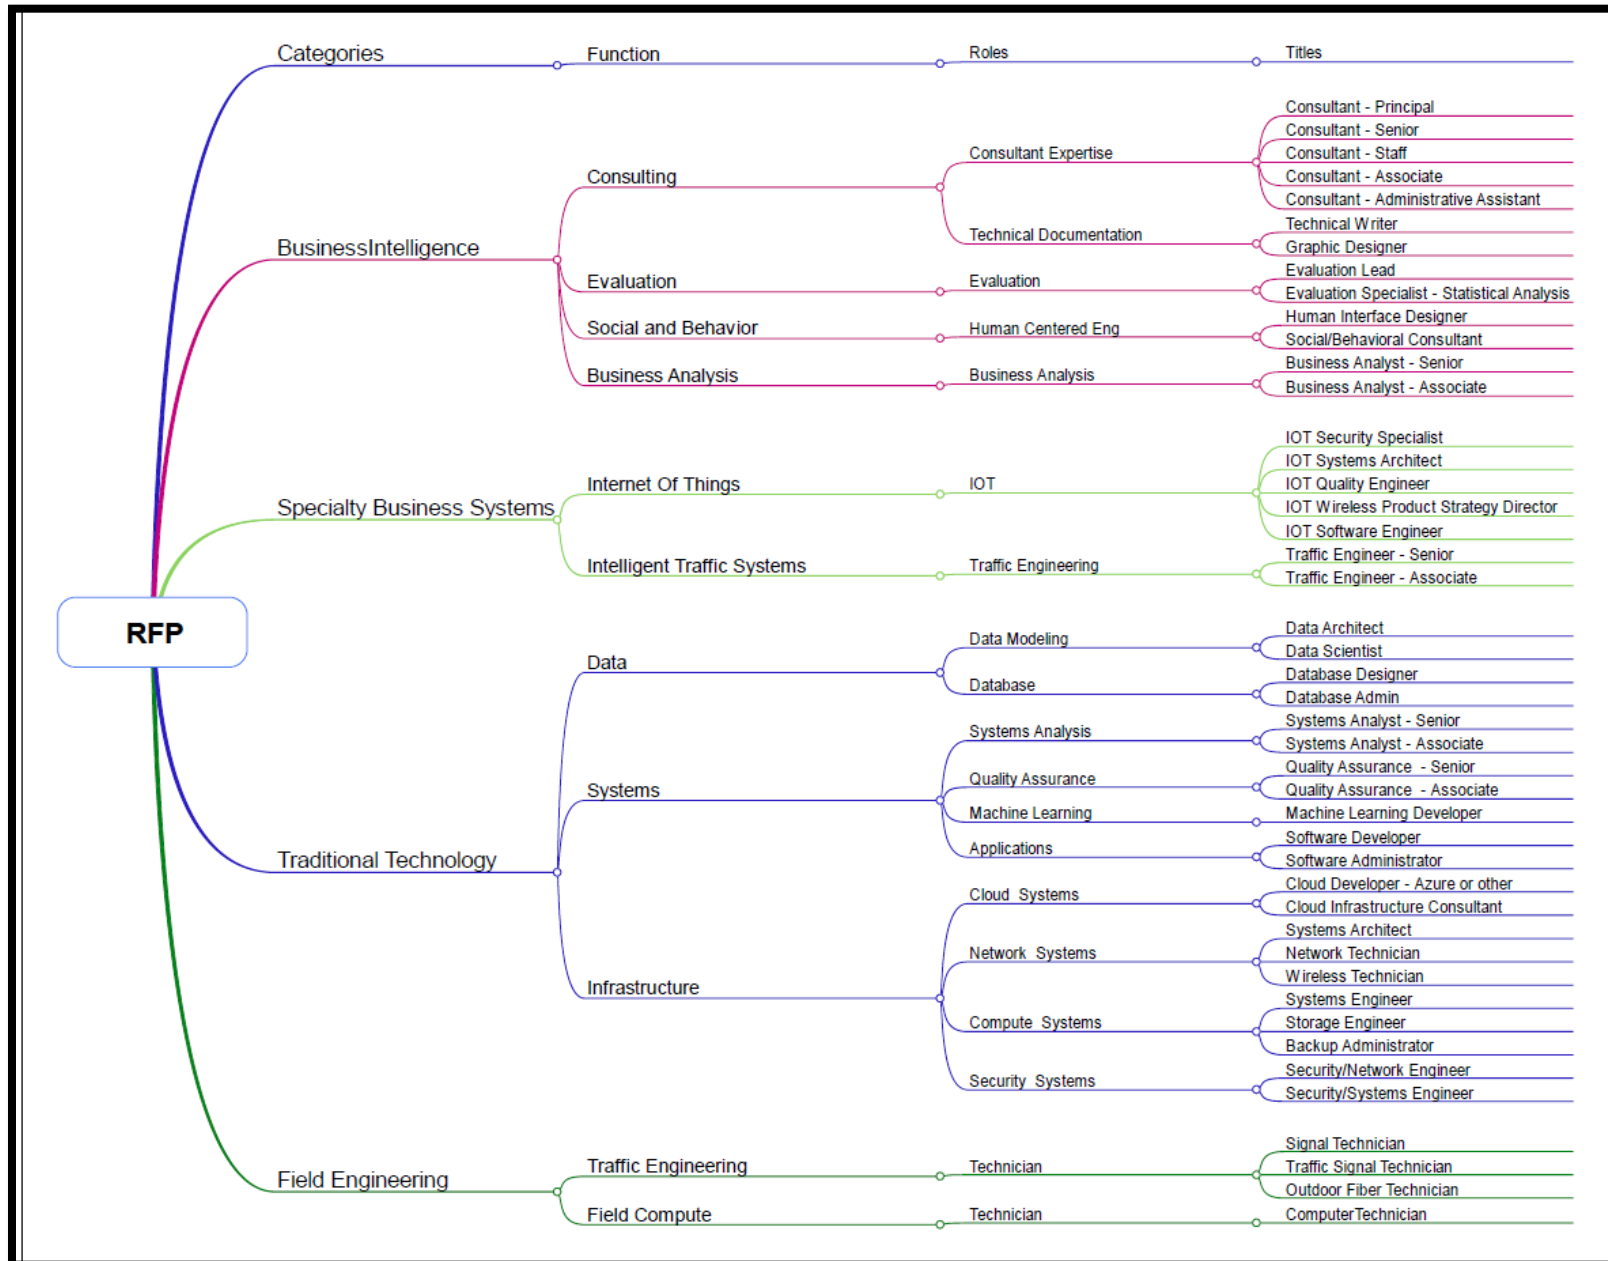 Categories
Function
Roles
Titles
BusinessIntelligence
Consulting
Consultant Expertise
Consultant - Principal
Consultant - Senior
Consultant - Staff
Consultant - Associate
Consultant - Administrative Assistant
Technical Documentation
Technical Writer
Graphic Designer
Evaluation
Evaluation
Evaluation Lead
Evaluation Specialist - Statistical Analysis
Social and Behavior
Human Centered Eng
Human Interface Designer
Social/Behavioral Consultant
Business Analysis
Business Analysis
Business Analyst - Senior
Business Analyst - Associate
Specialty Business Systems
Internet Of Things
IOT
IOT Security Specialist
IOT Systems Architect
IOT Quality Engineer
IOT Wireless Product Strategy Director
IOT Software Engineer
Intelligent Traffic Systems
Traffic Engineering
Traffic Engineer - Senior
Traffic Engineer - Associate
RFP
Traditional Technology
Data
Data Modeling
Data Architect
Data Scientist
Database
Database Designer
Database Admin
Systems
Systems Analysis
Systems Analyst - Senior
Systems Analyst - Associate
Quality Assurance
Quality Assurance  - Senior
Quality Assurance  - Associate
Machine Learning
Machine Learning Developer
Applications
Software Developer
Software Administrator
Infrastructure
Cloud  Systems
Cloud Developer - Azure or other
Cloud Infrastructure Consultant
Network  Systems
Systems Architect
Network Technician
Wireless Technician
Compute  Systems
Systems Engineer
Storage Engineer
Backup Administrator
Security  Systems
Security/Network Engineer
Security/Systems Engineer
Field Engineering
Traffic Engineering
Technician
Signal Technician
Traffic Signal Technician
Outdoor Fiber Technician
Field Compute
Technician
ComputerTechnician